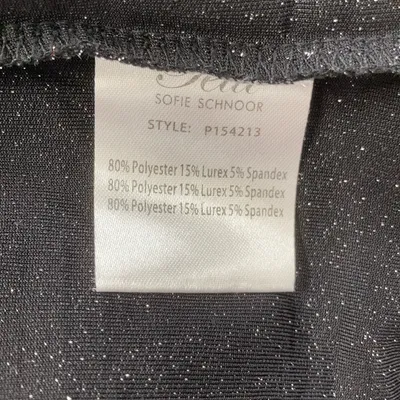 SOFIE SCHNOOR
STYLE: P154213
80% Polyester 15% Lurex 5% Spandex
80% Polyester 15% Lurex 5% Spandex
80% Polyester 15% Lurex 5% Spandex